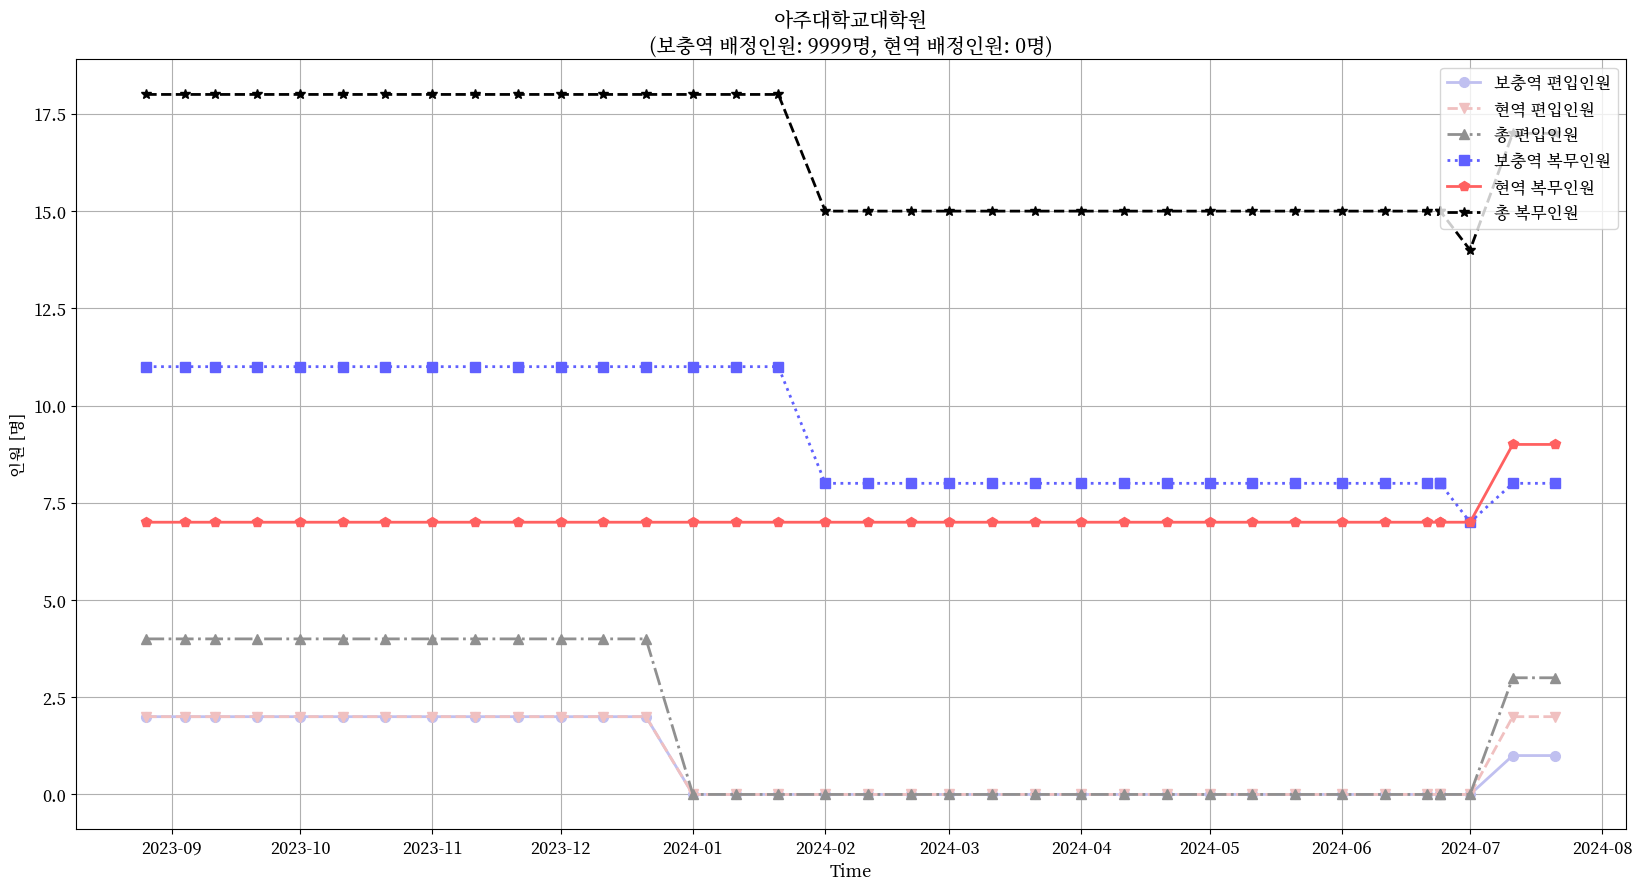 아주대학교대학원
(보충역 배정인원: 9999명, 현역 배정인원: 0명)
보충역 편입인원
현역 편입인원
총 편입인원
보충역 복무인원
현역 복무인원
총 복무인원
인원 [명]
17.5
15.0
12.5
10.0
7.5
5.0
2.5
0.0
2023-09 2023-10 2023-11 2023-12 2024-01 2024-02 2024-03 2024-04 2024-05 2024-06 2024-07 2024-08
Time